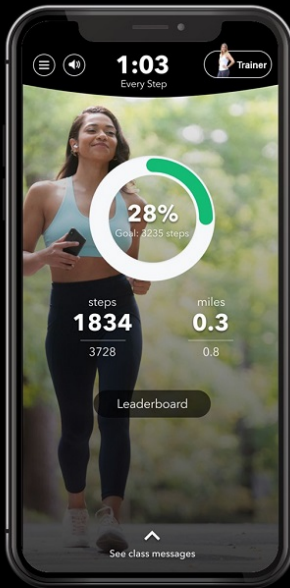 1:03
Every Step
Trainer
28%
Goal: 3235 steps
steps
1834
3728
miles
0.3
0.8
Leaderboard
See class messages